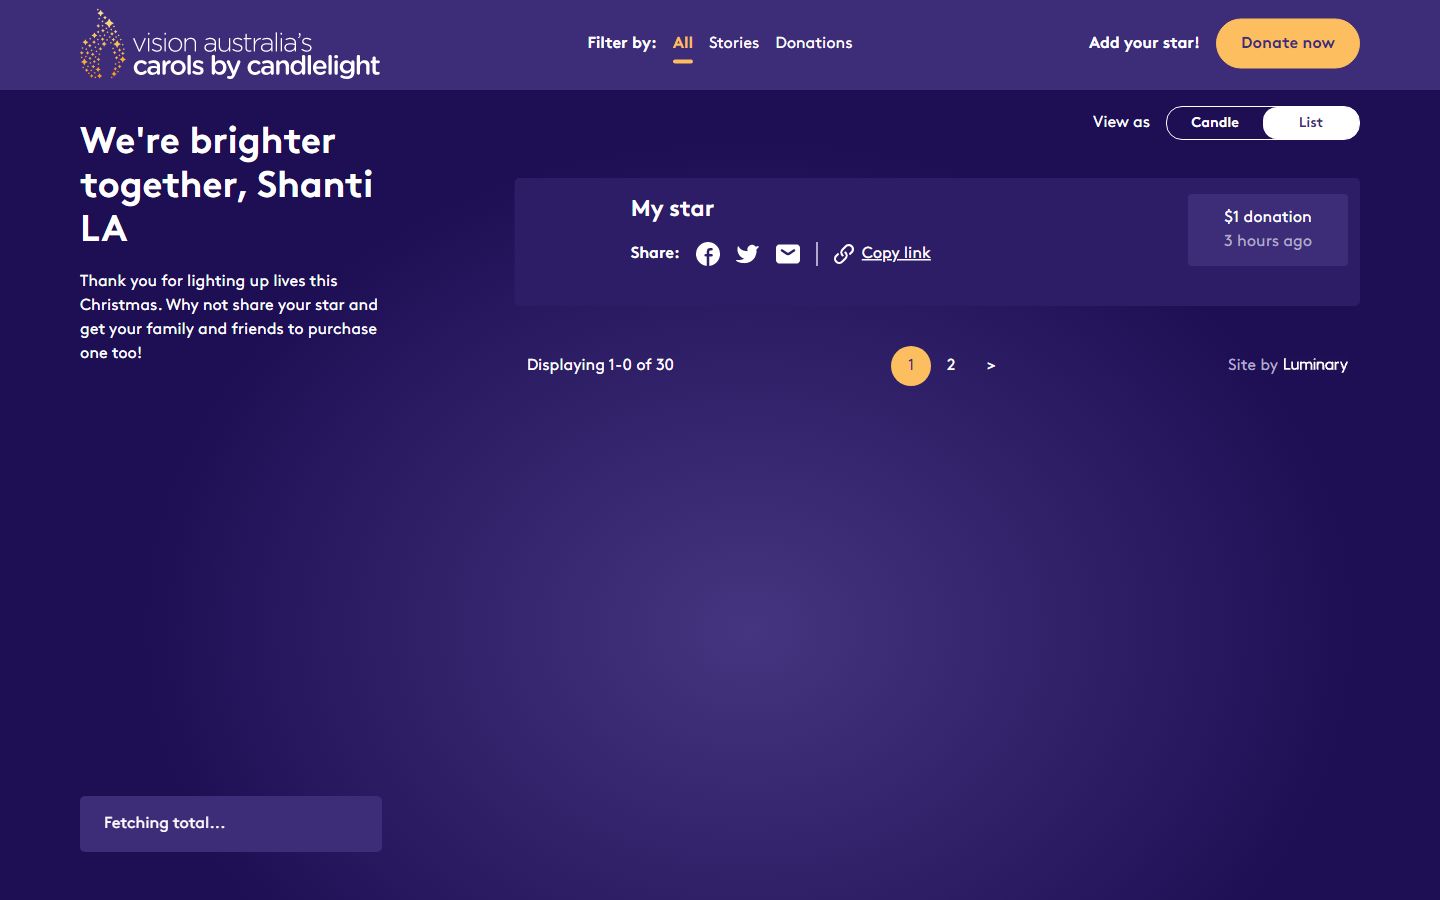 vision australia's
carols by candlelight
Filter by: All Stories Donations
Add your star! Donate now
We're brighter
together, Shanti
LA
Thank you for lighting up lives this
Christmas. Why not share your star and
get your family and friends to purchase
one too!
View as Candle List
My star
Share: Copy link
$1 donation
3 hours ago
Displaying 1-0 of 30
1 2 >
Site by Luminary
Fetching total...